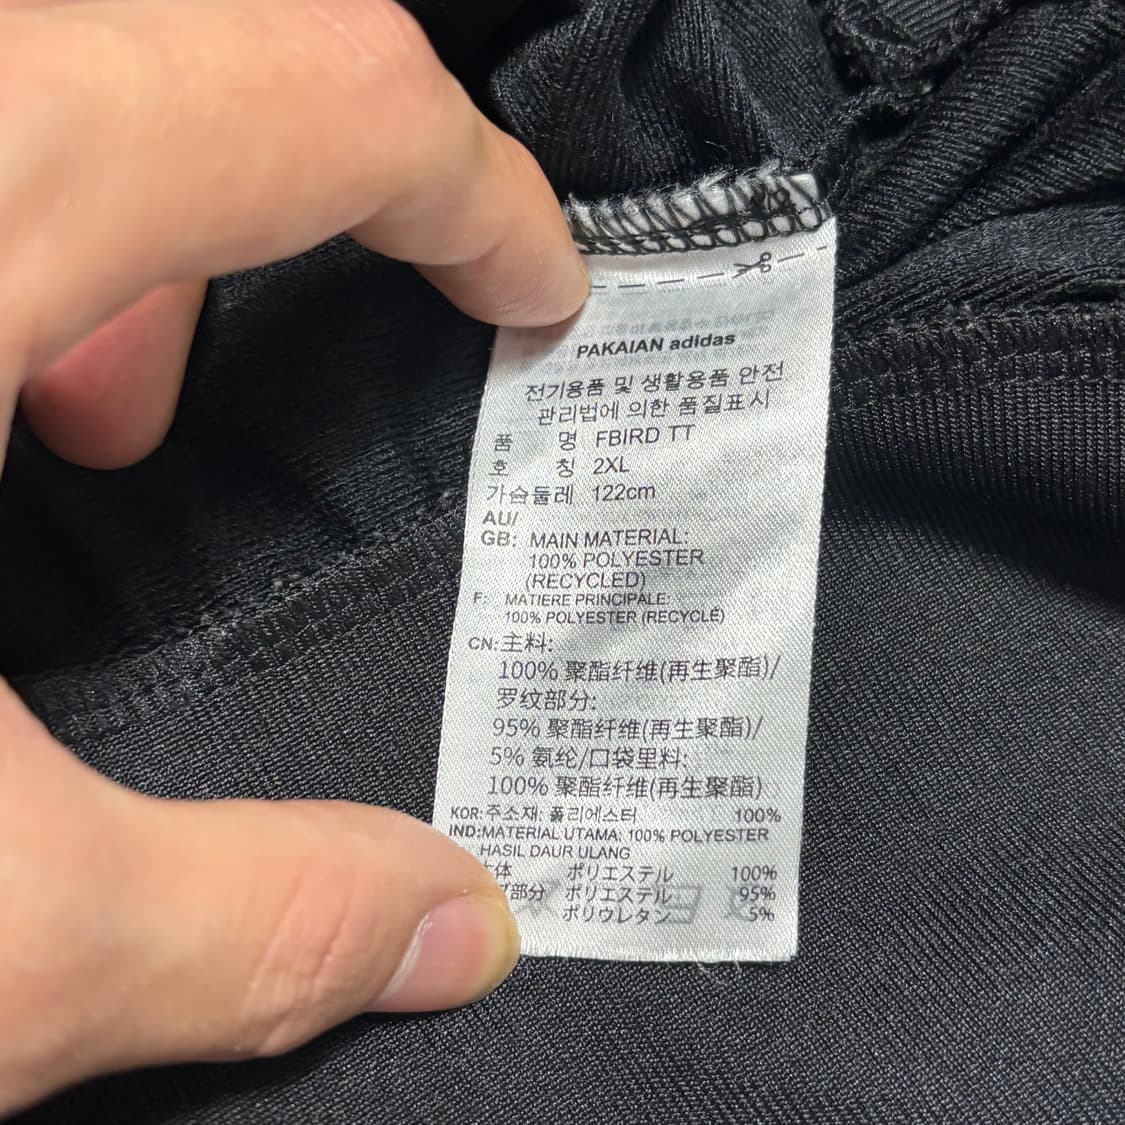 PAKAIAN adidas
전기용품 및 생활용품 안전
관리법에 의한 품질표시
품 명 FBIRD TT
호 칭 2XL
가슴둘레 122cm
AU/
GB: MAIN MATERIAL:
100% POLYESTER
(RECYCLED)
F: MATIERE PRINCIPALE:
100% POLYESTER (RECYCLÉ)
CN: 主料:
100% 聚酯纤维(再生聚酯)/
罗纹部分:
95% 聚酯纤维(再生聚酯)/
5% 氨纶/口袋里料:
100% 聚酯纤维(再生聚酯)
KOR: 주소재: 폴리에스터 100%
IND: MATERIAL UTAMA: 100% POLYESTER
HASIL DAUR ULANG
体 ポリエステル 100%
部分 ポリエステル 95%
ポリウレタン 5%